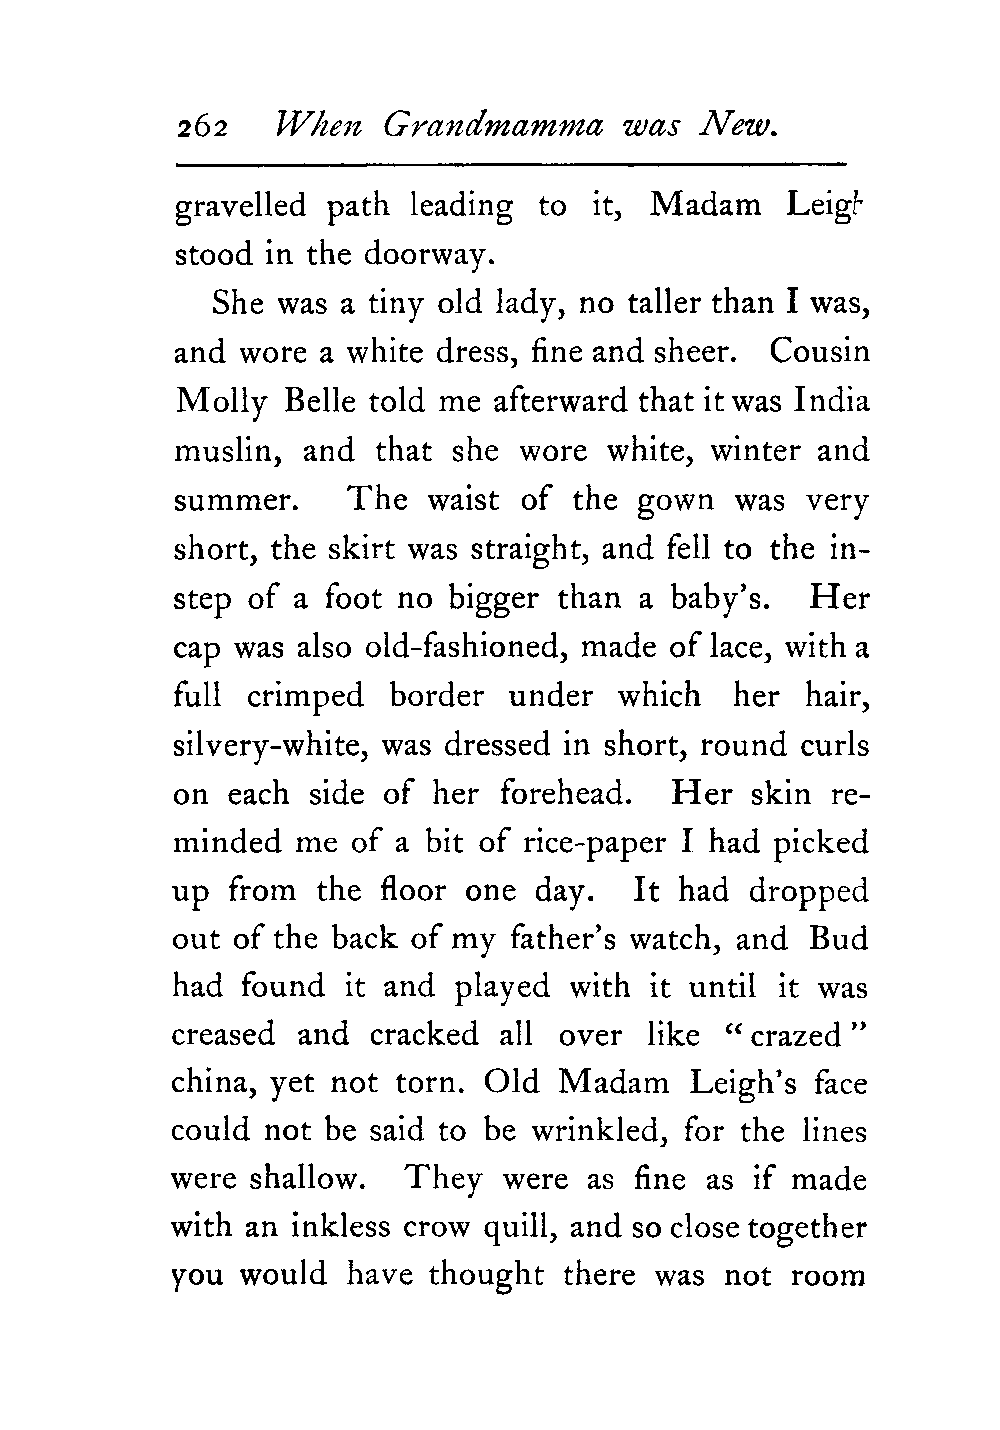 262 When Grandmamma was New.
gravelled path leading to it, Madam Leigh
stood in the doorway.
She was a tiny old lady, no taller than I was,
and wore a white dress, fine and sheer. Cousin
Molly Belle told me afterward that it was India
muslin, and that she wore white, winter and
summer. The waist of the gown was very
short, the skirt was straight, and fell to the in-
step of a foot no bigger than a baby's. Her
cap was also old-fashioned, made of lace, with a
full crimped border under which her hair,
silvery-white, was dressed in short, round curls
on each side of her forehead. Her skin re-
minded me of a bit of rice-paper I had picked
up from the floor one day. It had dropped
out of the back of my father's watch, and Bud
had found it and played with it until it was
creased and cracked all over like "crazed"
china, yet not torn. Old Madam Leigh's face
could not be said to be wrinkled, for the lines
were shallow. They were as fine as if made
with an inkless crow quill, and so close together
you would have thought there was not room